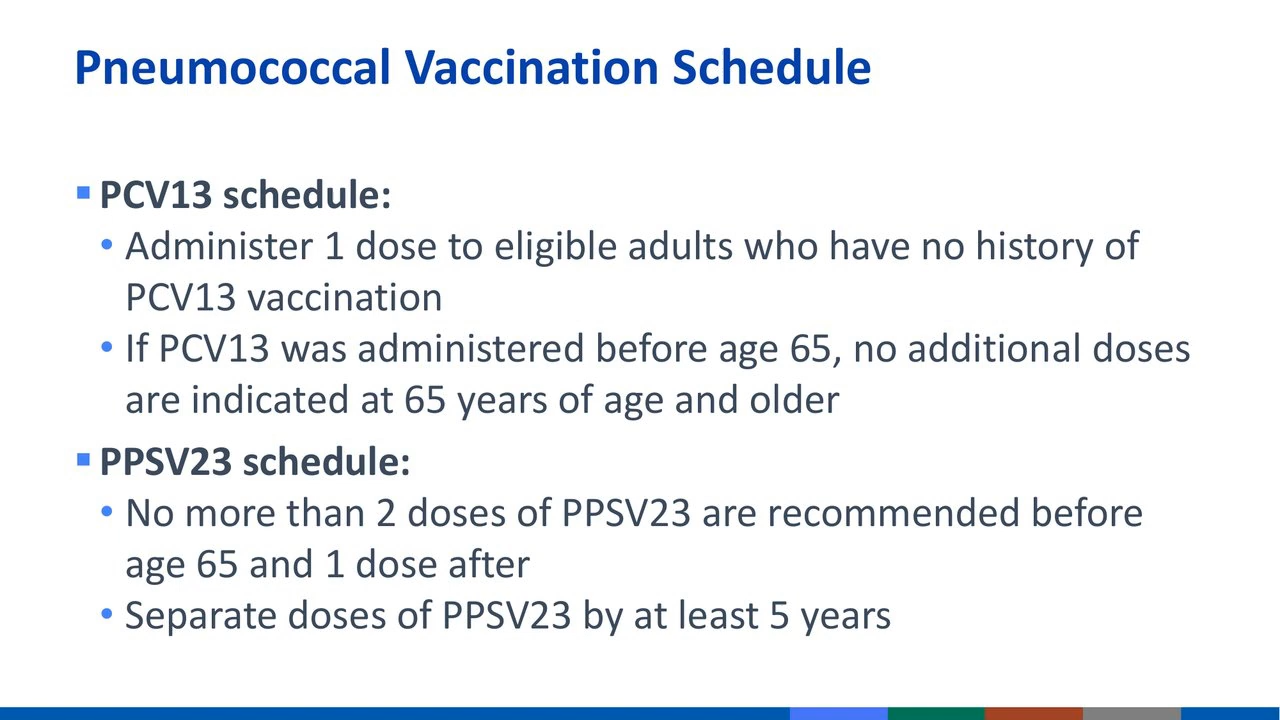 Pneumococcal Vaccination Schedule
▪ PCV13 schedule:
• Administer 1 dose to eligible adults who have no history of
PCV13 vaccination
• If PCV13 was administered before age 65, no additional doses
are indicated at 65 years of age and older
▪ PPSV23 schedule:
• No more than 2 doses of PPSV23 are recommended before
age 65 and 1 dose after
• Separate doses of PPSV23 by at least 5 years